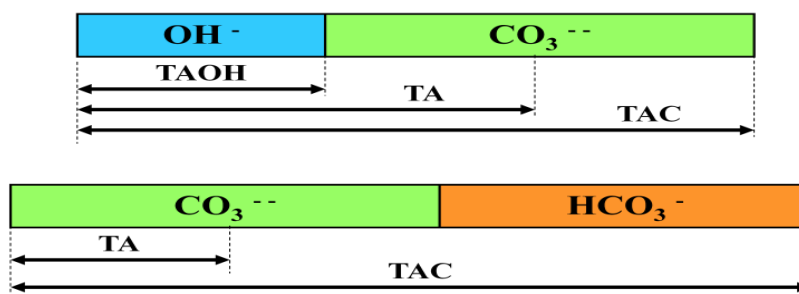 OH - CO3 - -
TAOH
TA
TAC
CO3 - - HCO3 -
TA
TAC